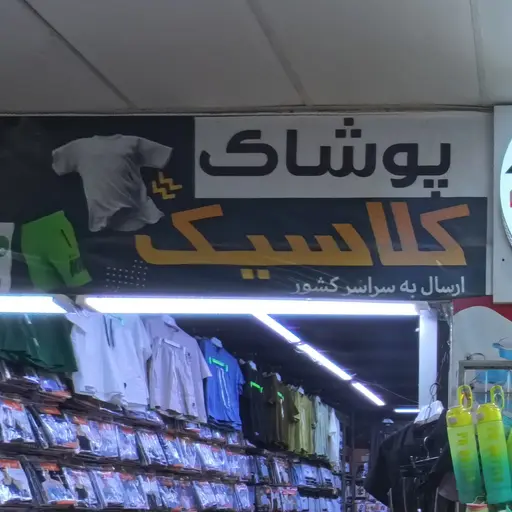 پوشاک
کلاسیک
ارسال به سراسر کشور